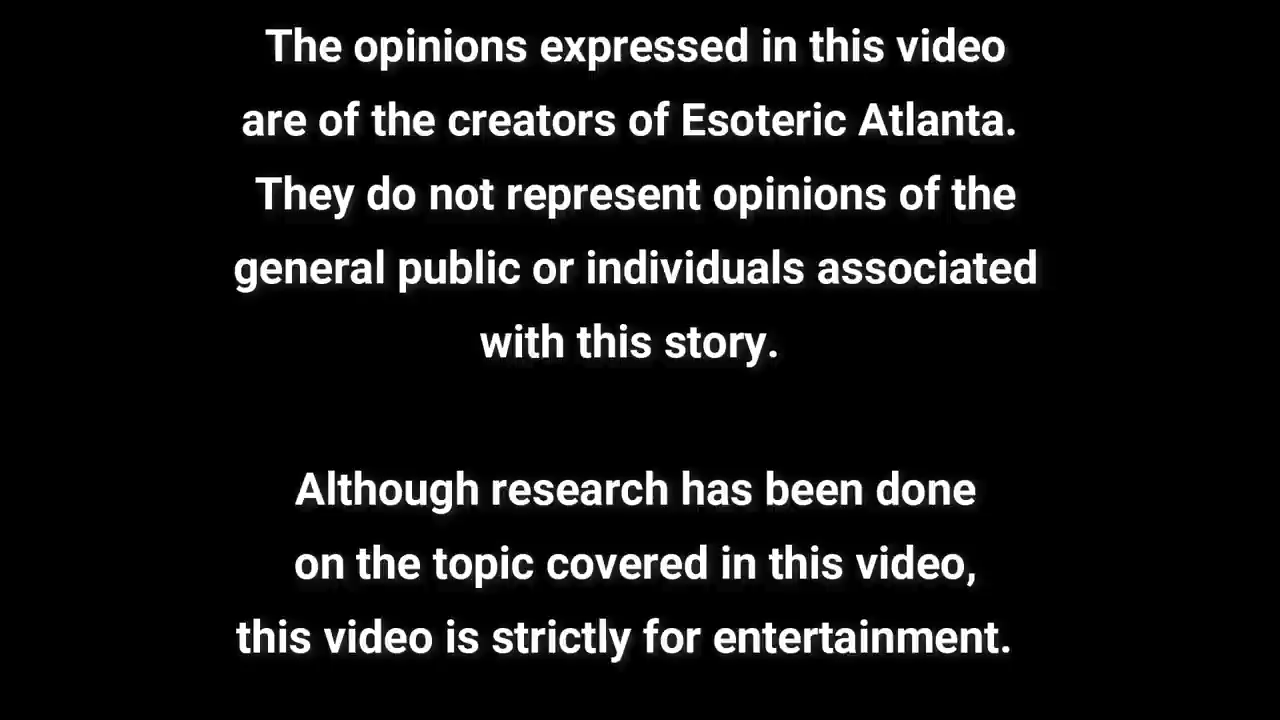 The opinions expressed in this video
are of the creators of Esoteric Atlanta.
They do not represent opinions of the
general public or individuals associated
with this story.
Although research has been done
on the topic covered in this video,
this video is strictly for entertainment.